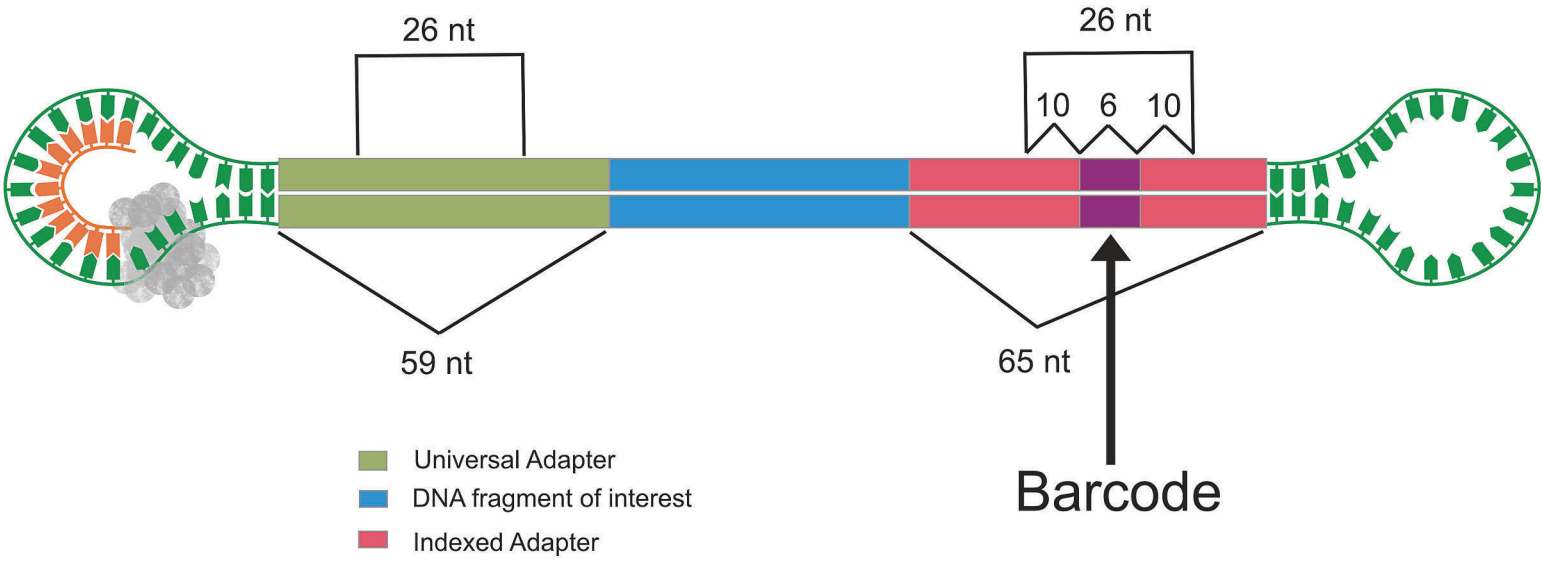 26 nt
26 nt
10 6 10
59 nt
65 nt
Universal Adapter
DNA fragment of interest
Indexed Adapter
Barcode